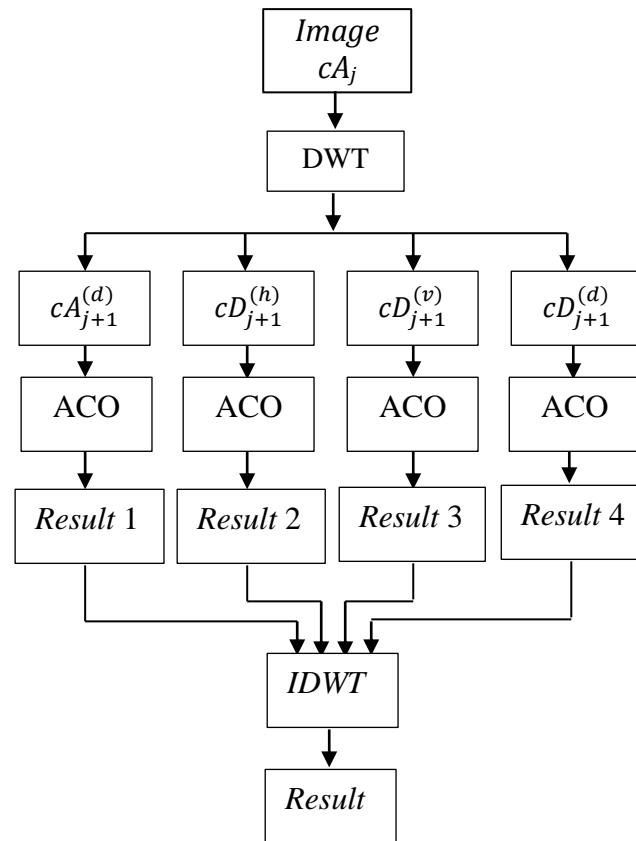 Image
cA_j
DWT
cA_{j+1}^{(d)}
cD_{j+1}^{(h)}
cD_{j+1}^{(v)}
cD_{j+1}^{(d)}
ACO
ACO
ACO
ACO
Result 1
Result 2
Result 3
Result 4
IDWT
Result